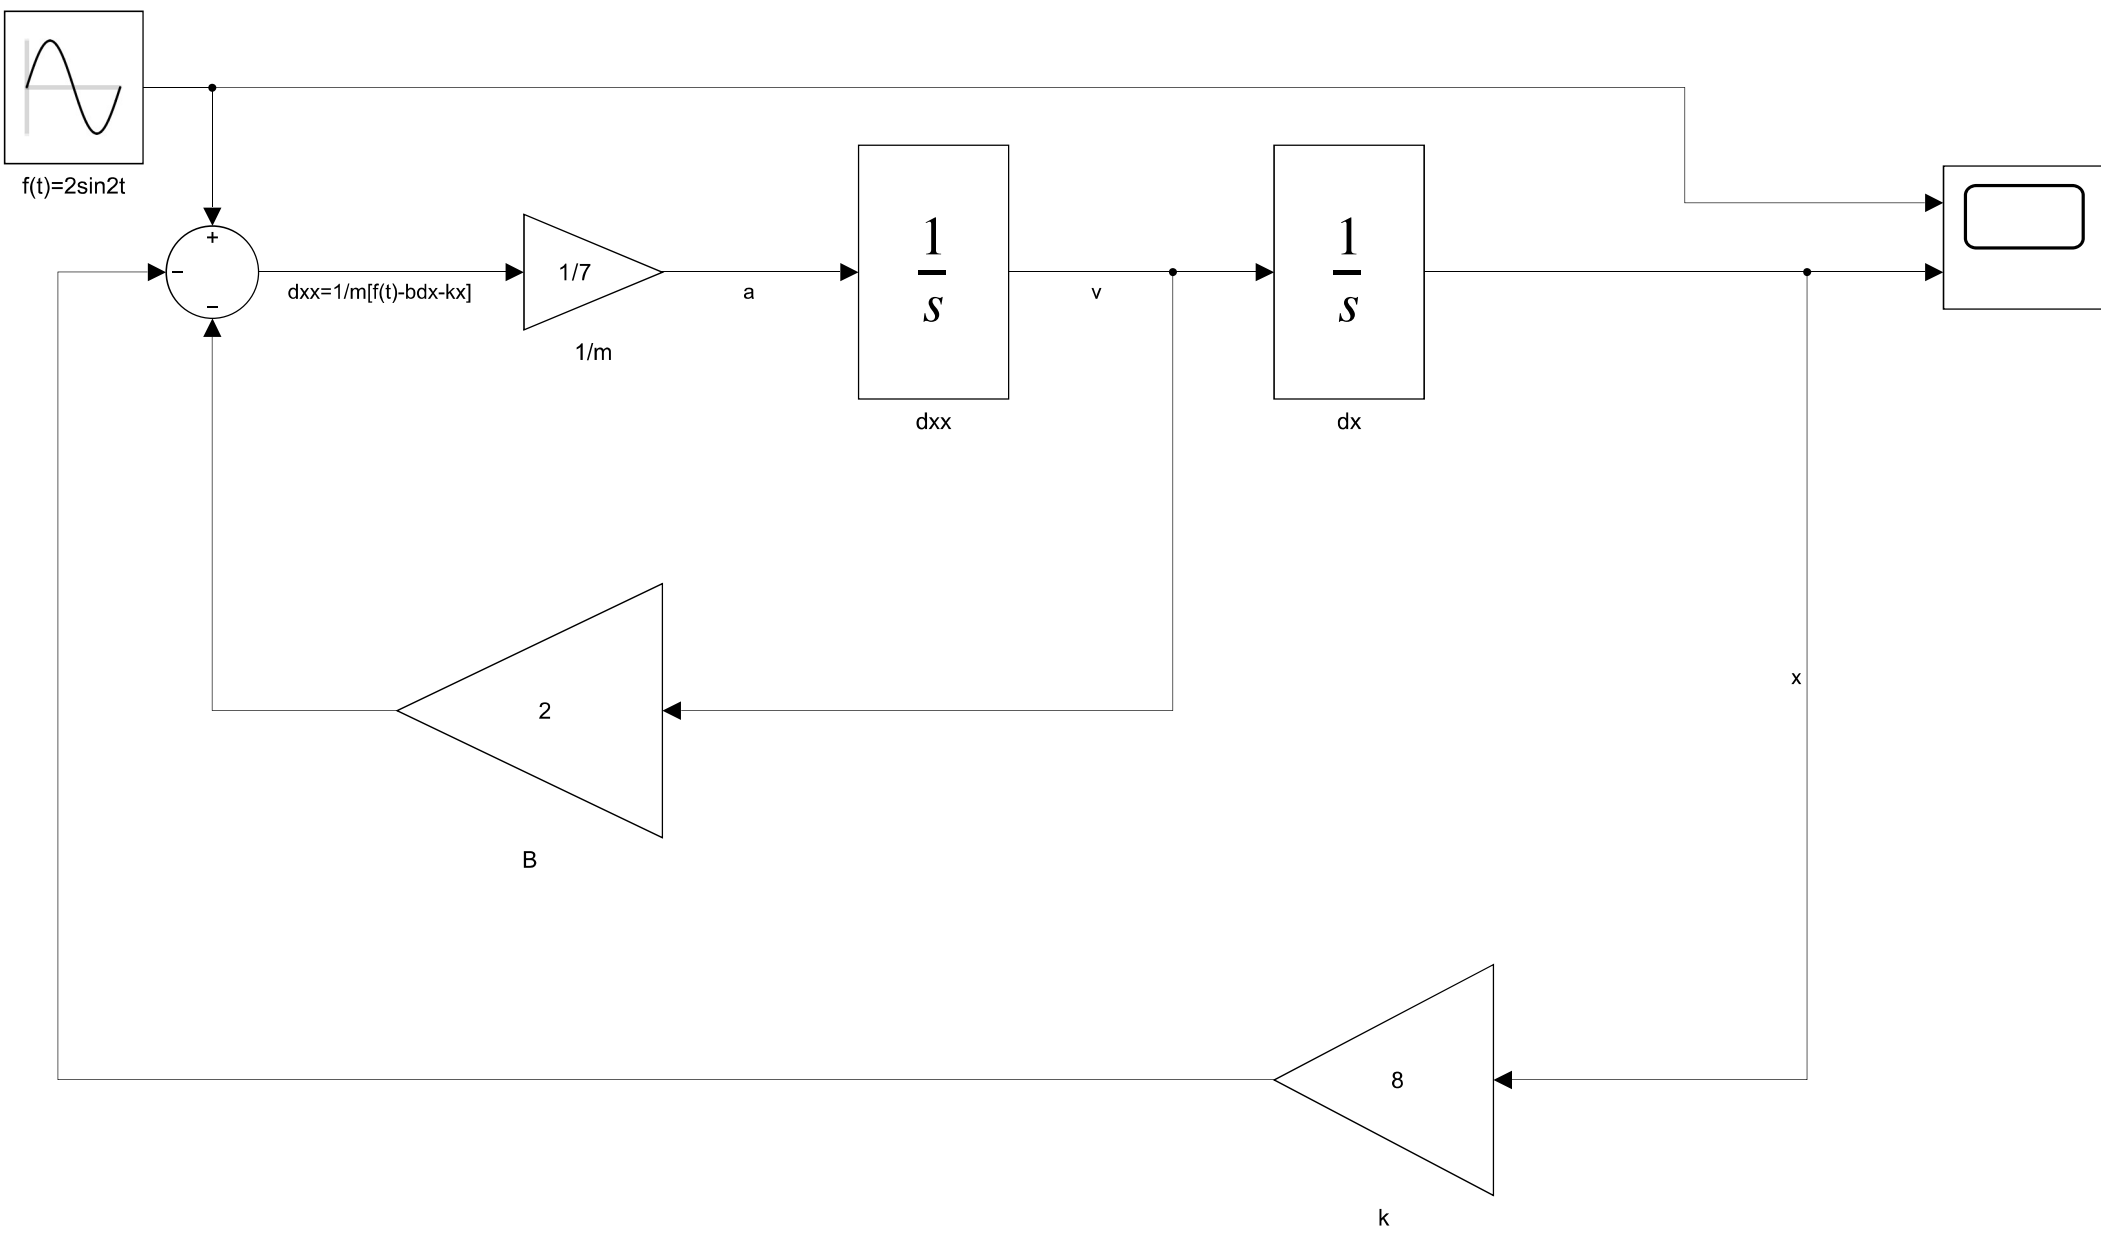 f(t)=2sin2t
+
−
−
dxx=1/m[f(t)-bdx-kx]
1/7
1/m
a
1
s
dxx
v
1
s
dx
2
B
x
8
k